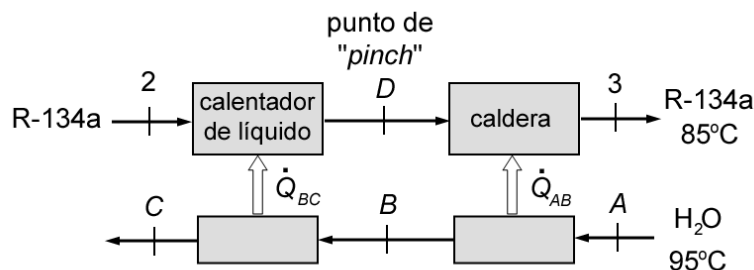 punto de
"pinch"
R-134a
2
calentador
de líquido
D
caldera
3
R-134a
85ºC
Q̇BC
Q̇AB
C
B
A
H₂O
95ºC